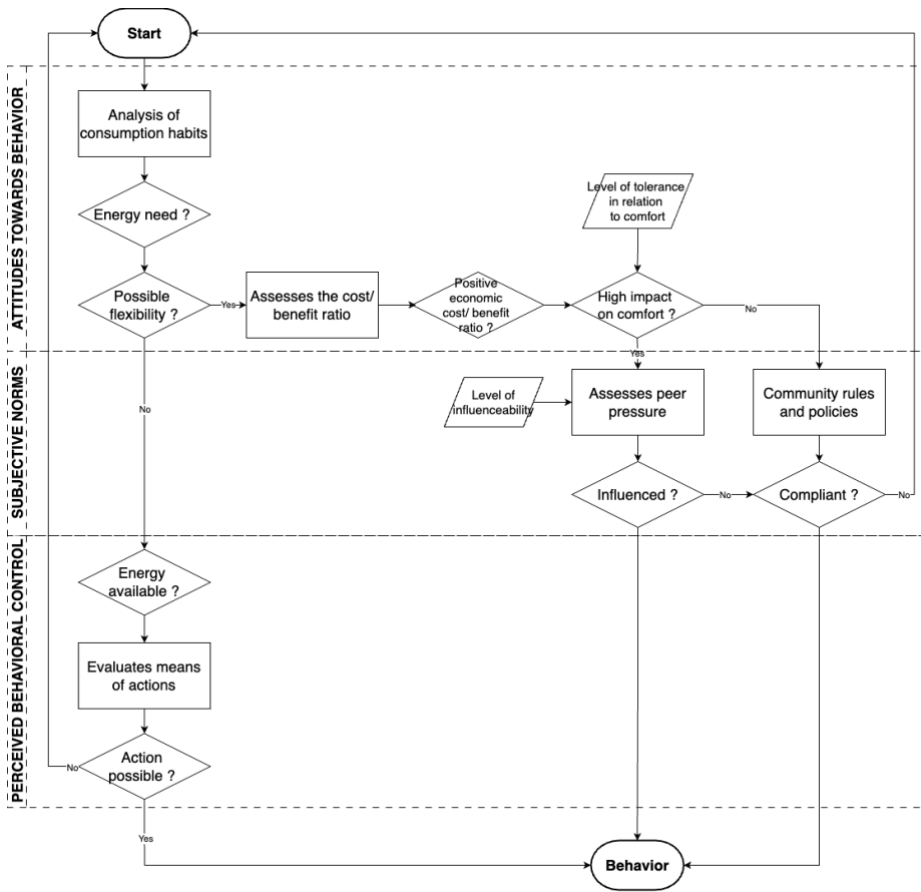 Start
ATTITUDES TOWARDS BEHAVIOR
Analysis of
consumption habits
Energy need ?
Level of tolerance
in relation
to comfort
Possible
flexibility ?
Yes
Assesses the cost/
benefit ratio
Positive
economic
cost/ benefit
ratio ?
High impact
on comfort ?
No
Yes
SUBJECTIVE NORMS
No
Level of
influenceability
Assesses peer
pressure
Community rules
and policies
Influenced ?
No
Compliant ?
No
PERCEIVED BEHAVIORAL CONTROL
Energy
available ?
Evaluates means
of actions
Action
possible ?
No
Yes
Behavior